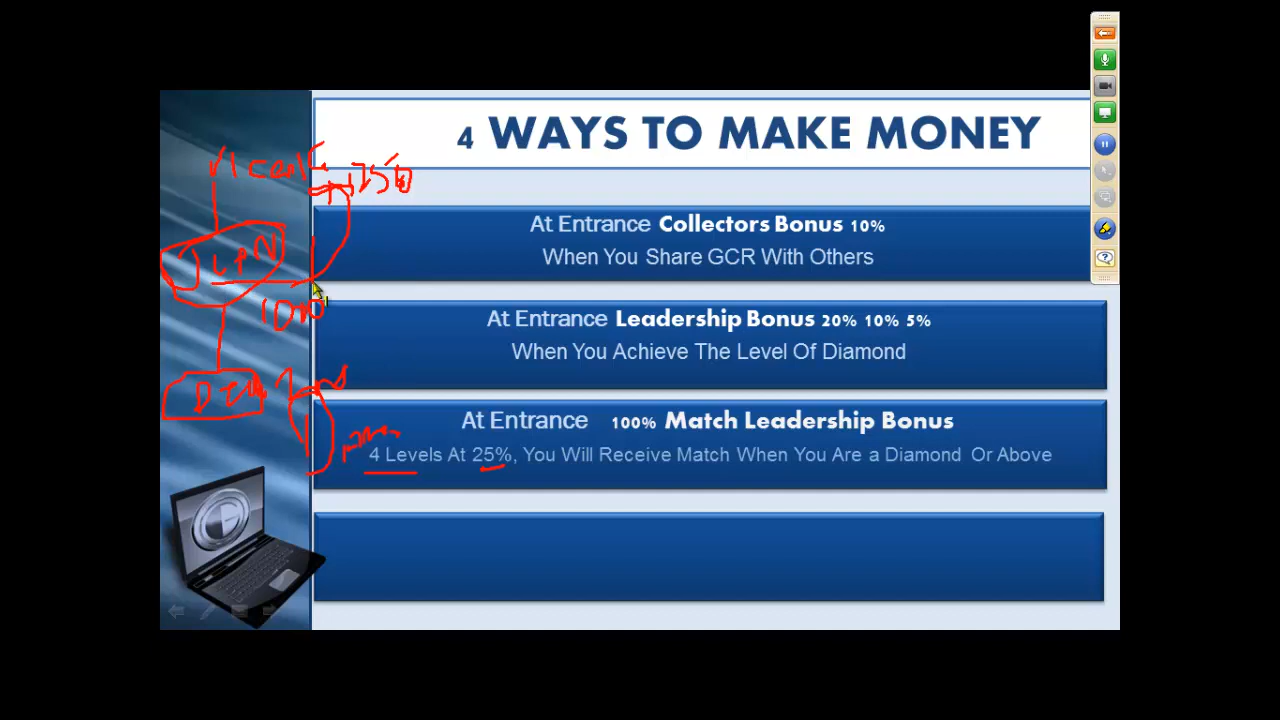 4 WAYS TO MAKE MONEY
At Entrance Collectors Bonus 10%
When You Share GCR With Others
At Entrance Leadership Bonus 20% 10% 5%
When You Achieve The Level Of Diamond
At Entrance 100% Match Leadership Bonus
4 Levels At 25%, You Will Receive Match When You Are a Diamond Or Above